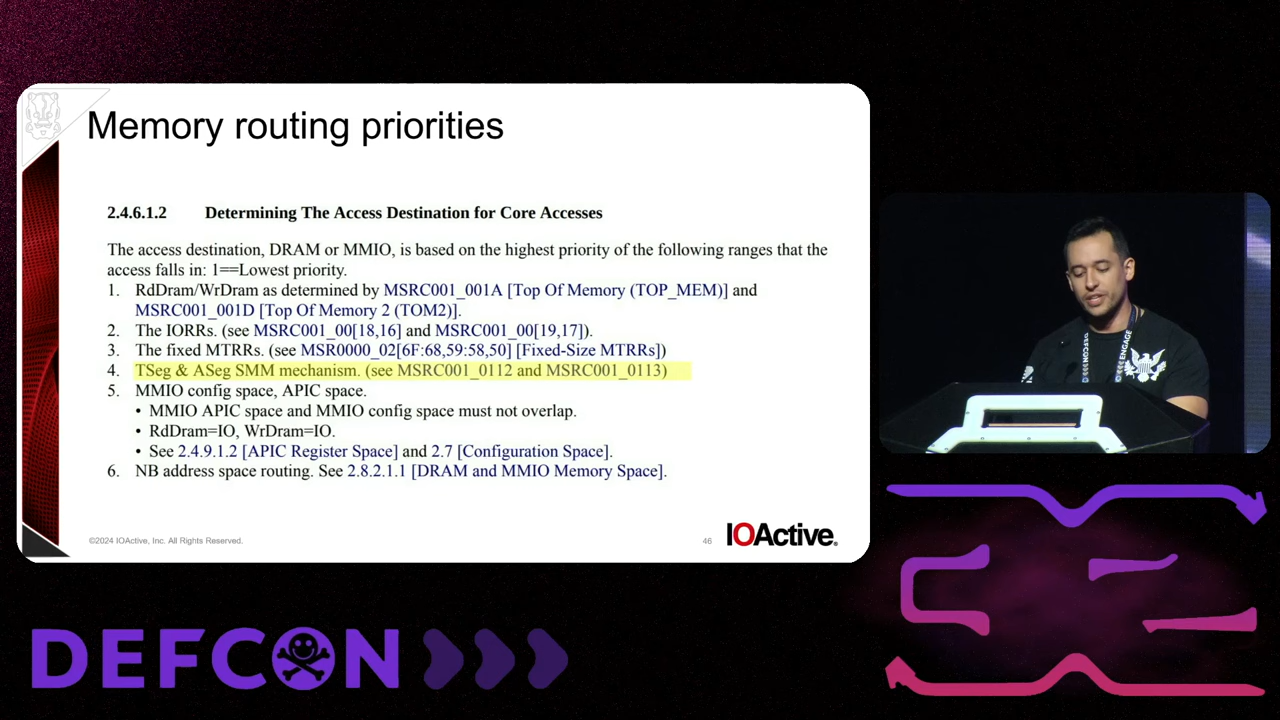 Memory routing priorities
2.4.6.1.2 Determining The Access Destination for Core Accesses
The access destination, DRAM or MMIO, is based on the highest priority of the following ranges that the
access falls in: 1==Lowest priority.
1. RdDram/WrDram as determined by MSRC001_001A [Top Of Memory (TOP_MEM)] and
MSRC001_001D [Top Of Memory 2 (TOM2)].
2. The IORRs. (see MSRC001_00[18,16] and MSRC001_00[19,17]).
3. The fixed MTRRs. (see MSR0000_02[6F:68,59:58,50] [Fixed-Size MTRRs])
4. TSeg & ASeg SMM mechanism. (see MSRC001_0112 and MSRC001_0113)
5. MMIO config space, APIC space.
• MMIO APIC space and MMIO config space must not overlap.
• RdDram=IO, WrDram=IO.
• See 2.4.9.1.2 [APIC Register Space] and 2.7 [Configuration Space].
6. NB address space routing. See 2.8.2.1.1 [DRAM and MMIO Memory Space].
©2024 IOActive, Inc. All Rights Reserved.
46
IOActive.
DEFCON
ENGAGE